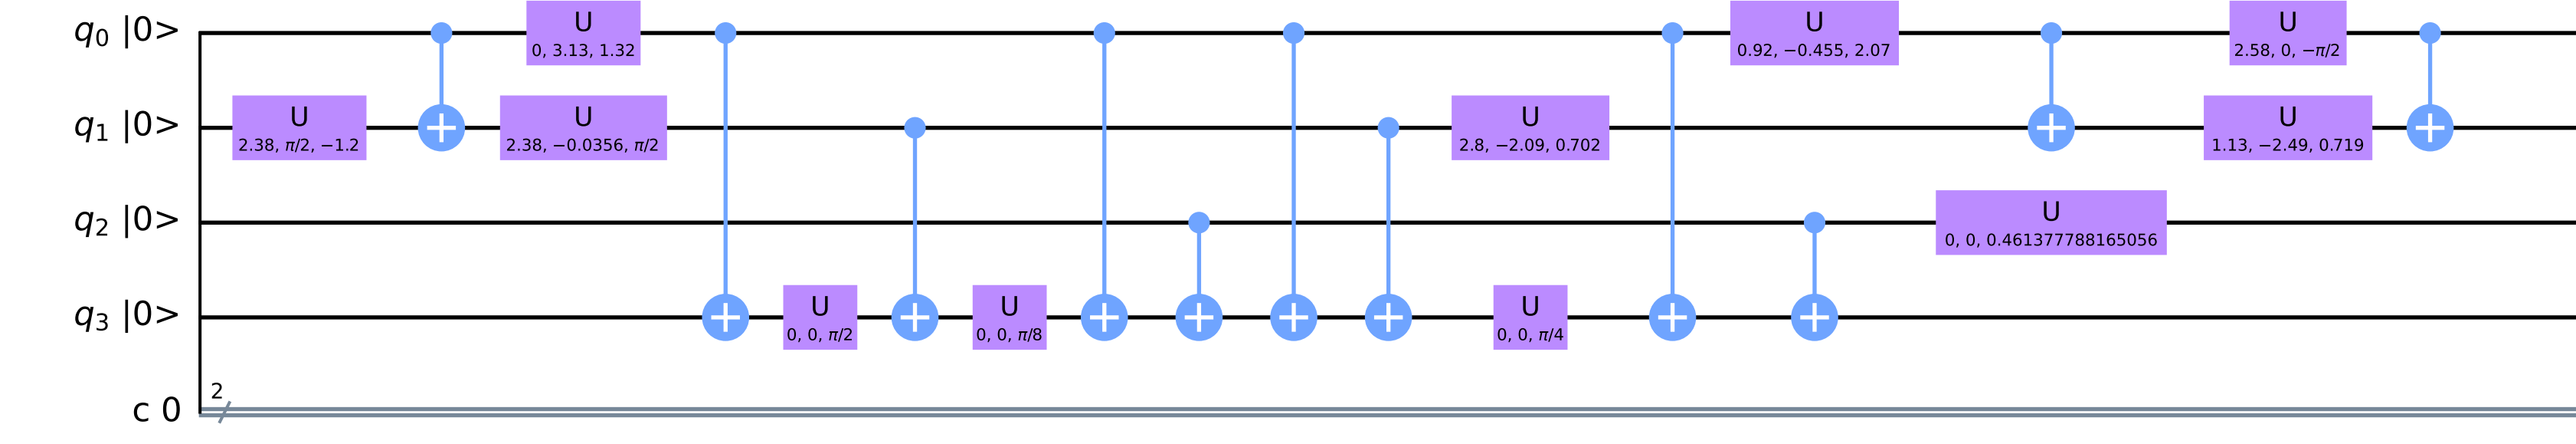 q0 |0>
U
0, 3.13, 1.32
U
0.92, −0.455, 2.07
U
2.58, 0, −π/2
q1 |0>
U
2.38, π/2, −1.2
U
2.38, −0.0356, π/2
U
2.8, −2.09, 0.702
U
1.13, −2.49, 0.719
q2 |0>
U
0, 0, 0.461377788165056
q3 |0>
U
0, 0, π/2
U
0, 0, π/8
U
0, 0, π/4
c 0
2